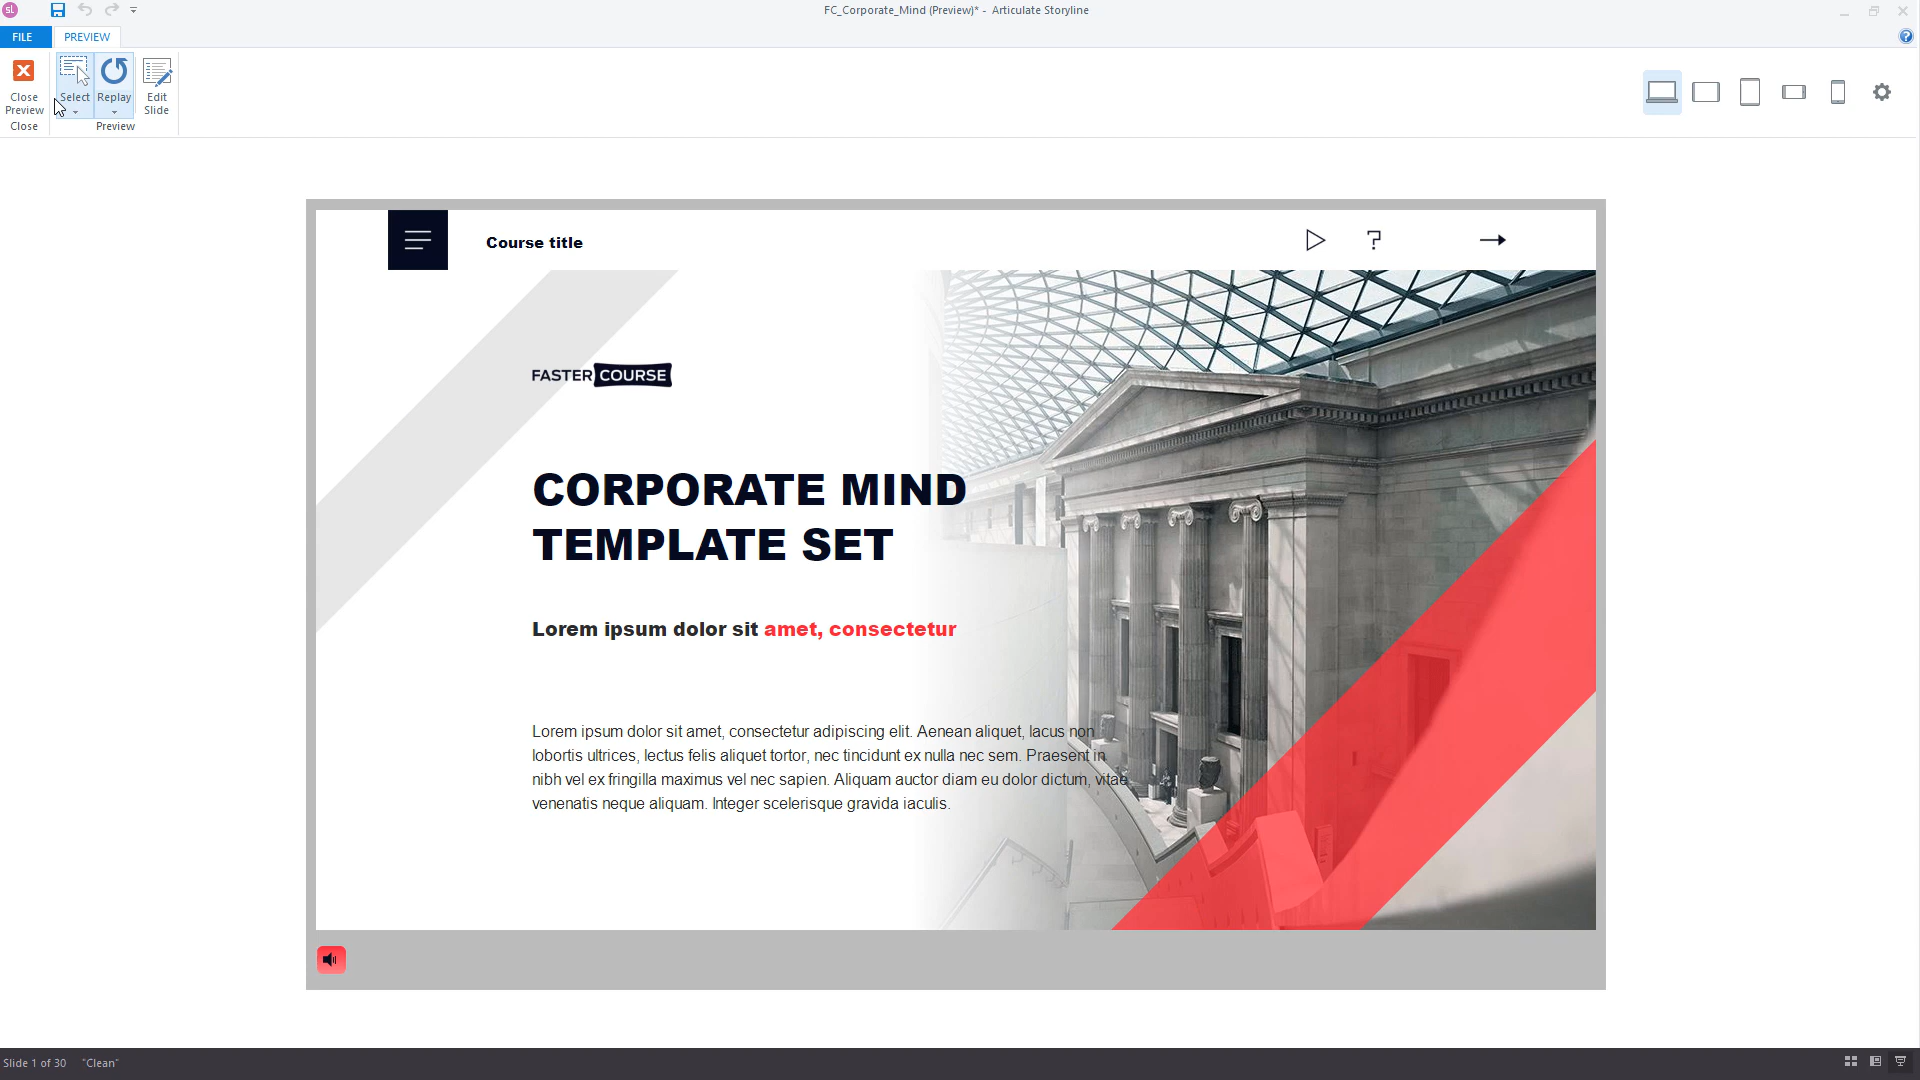 sl
FC_Corporate_Mind (Preview)* - Articulate Storyline
FILE
PREVIEW
?
Close
Preview
Select
Replay
Edit
Slide
Close
Preview
Course title
?
FASTER COURSE
CORPORATE MIND
TEMPLATE SET
Lorem ipsum dolor sit amet, consectetur
Lorem ipsum dolor sit amet, consectetur adipiscing elit. Aenean aliquet, lacus non
lobortis ultrices, lectus felis aliquet tortor, nec tincidunt ex nulla nec sem. Praesent in
nibh vel ex fringilla maximus vel nec sapien. Aliquam auctor diam eu dolor dictum, vitae
venenatis neque aliquam. Integer scelerisque gravida iaculis.
Slide 1 of 30 "Clean"